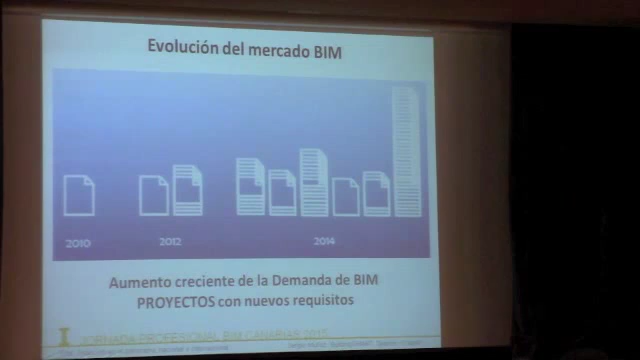 Evolución del mercado BIM
2010
2012
2014
Aumento creciente de la Demanda de BIM
PROYECTOS con nuevos requisitos
JORNADA PROFESIONAL BIM CANARIAS 2015